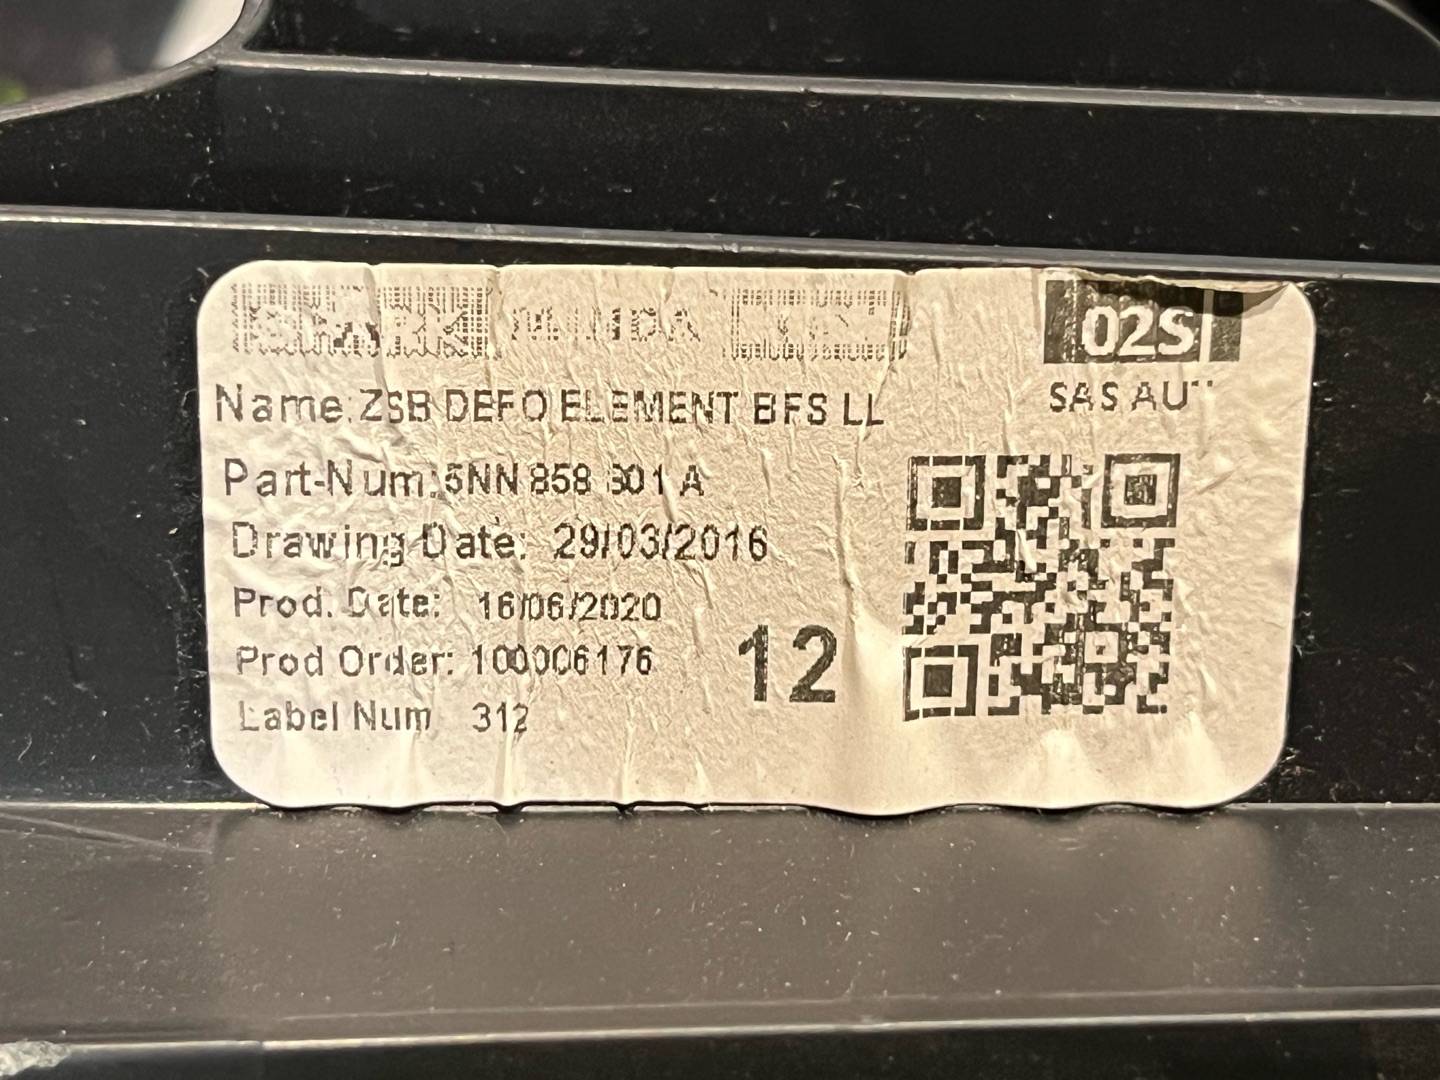 MINDA
02S
SAS AU
Name: ZSB DEFO ELEMENT BFS LL
Part-Num: 5NN 858 A
Drawing Date: 29/03/2016
Prod. Date: 16/06/2020
Prod Order: 100006176
Label Num 312
12